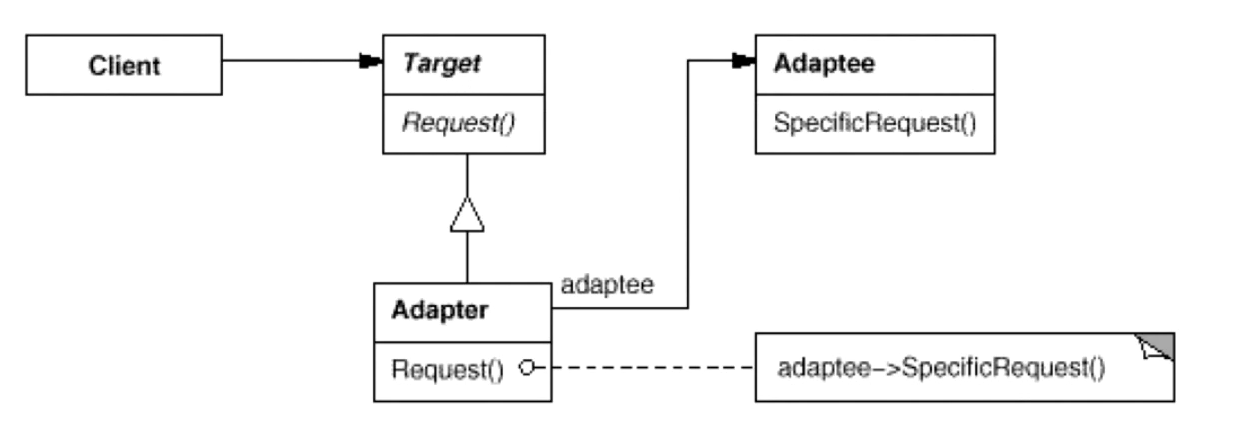 Client
Target
Request()
Adaptee
SpecificRequest()
adaptee
Adapter
Request()
adaptee->SpecificRequest()